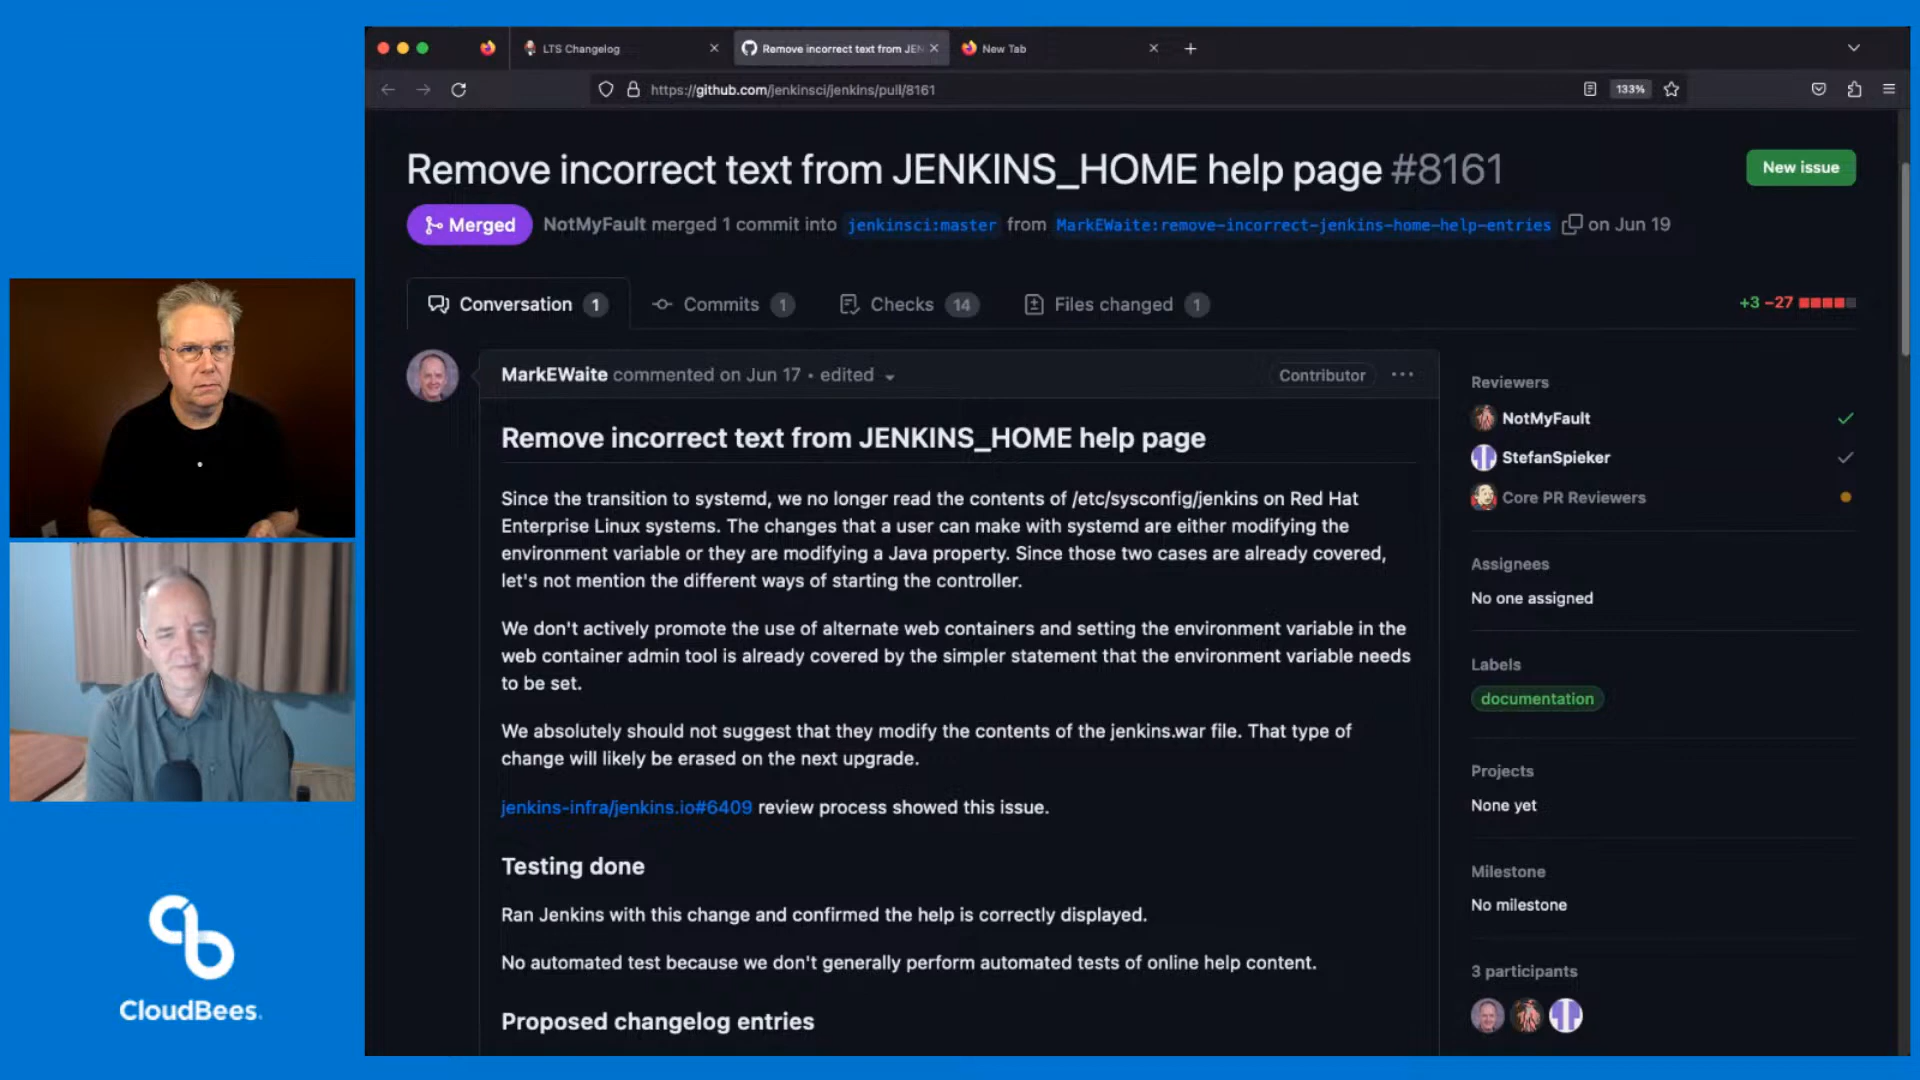 LTS Changelog
Remove incorrect text from JEN
New Tab
https://github.com/jenkinsci/jenkins/pull/8161
133%
Remove incorrect text from JENKINS_HOME help page #8161
New issue
Merged
NotMyFault merged 1 commit into jenkinsci:master from MarkEWaite:remove-incorrect-jenkins-home-help-entries on Jun 19
Conversation 1
Commits 1
Checks 14
Files changed 1
+3 −27
MarkEWaite commented on Jun 17 • edited
Contributor
Remove incorrect text from JENKINS_HOME help page
Since the transition to systemd, we no longer read the contents of /etc/sysconfig/jenkins on Red Hat
Enterprise Linux systems. The changes that a user can make with systemd are either modifying the
environment variable or they are modifying a Java property. Since those two cases are already covered,
let's not mention the different ways of starting the controller.
We don't actively promote the use of alternate web containers and setting the environment variable in the
web container admin tool is already covered by the simpler statement that the environment variable needs
to be set.
We absolutely should not suggest that they modify the contents of the jenkins.war file. That type of
change will likely be erased on the next upgrade.
jenkins-infra/jenkins.io#6409 review process showed this issue.
Testing done
Ran Jenkins with this change and confirmed the help is correctly displayed.
No automated test because we don't generally perform automated tests of online help content.
Proposed changelog entries
Reviewers
NotMyFault
StefanSpieker
Core PR Reviewers
Assignees
No one assigned
Labels
documentation
Projects
None yet
Milestone
No milestone
3 participants
CloudBees.